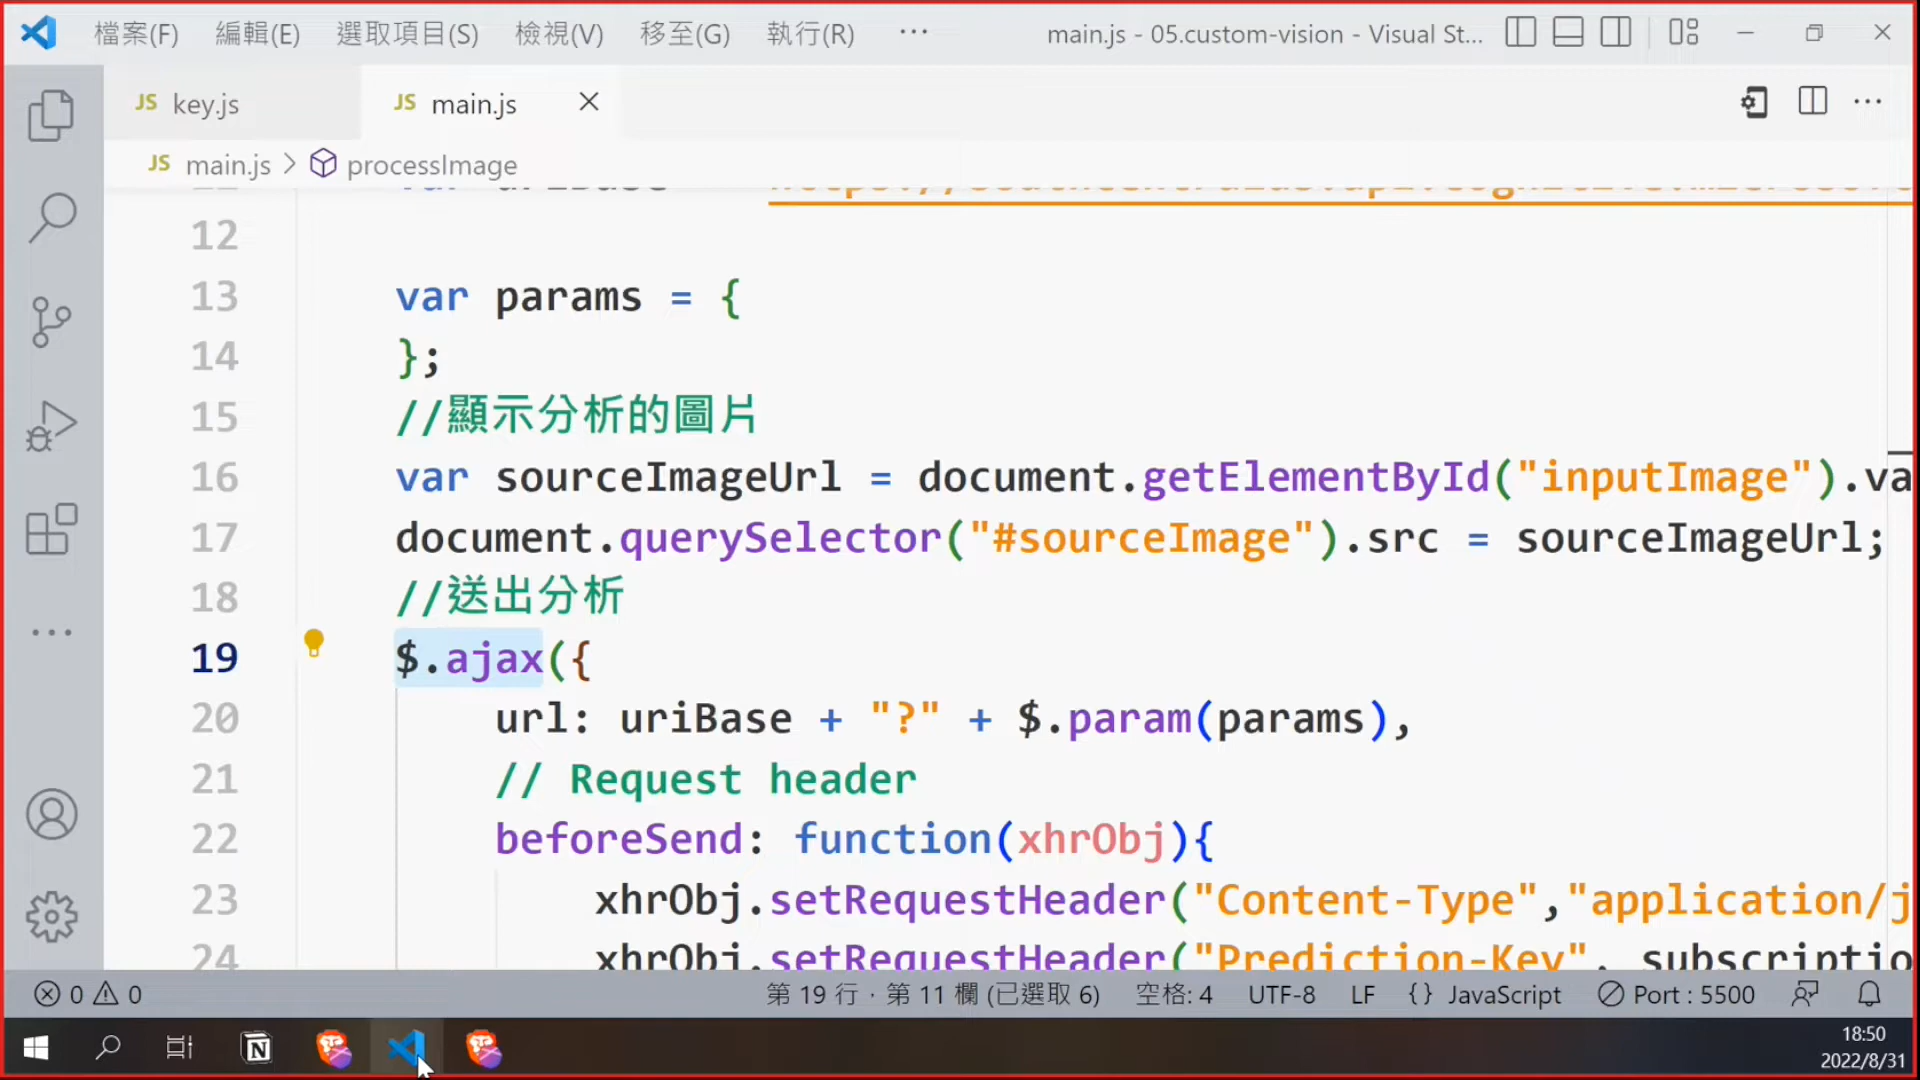 檔案(F) 編輯(E) 選取項目(S) 檢視(V) 移至(G) 執行(R) ··· main.js - 05.custom-vision - Visual St...
JS key.js JS main.js
JS main.js > processImage
12
13 var params = {
14 };
15 //顯示分析的圖片
16 var sourceImageUrl = document.getElementById("inputImage").va
17 document.querySelector("#sourceImage").src = sourceImageUrl;
18 //送出分析
19 $.ajax({
20 url: uriBase + "?" + $.param(params),
21 // Request header
22 beforeSend: function(xhrObj){
23 xhrObj.setRequestHeader("Content-Type","application/j
24 xhrObj.setRequestHeader("Prediction-Key", subscriptio
0 0 第 19 行，第 11 欄 (已選取 6) 空格: 4 UTF-8 LF {} JavaScript Port : 5500
18:50
2022/8/31